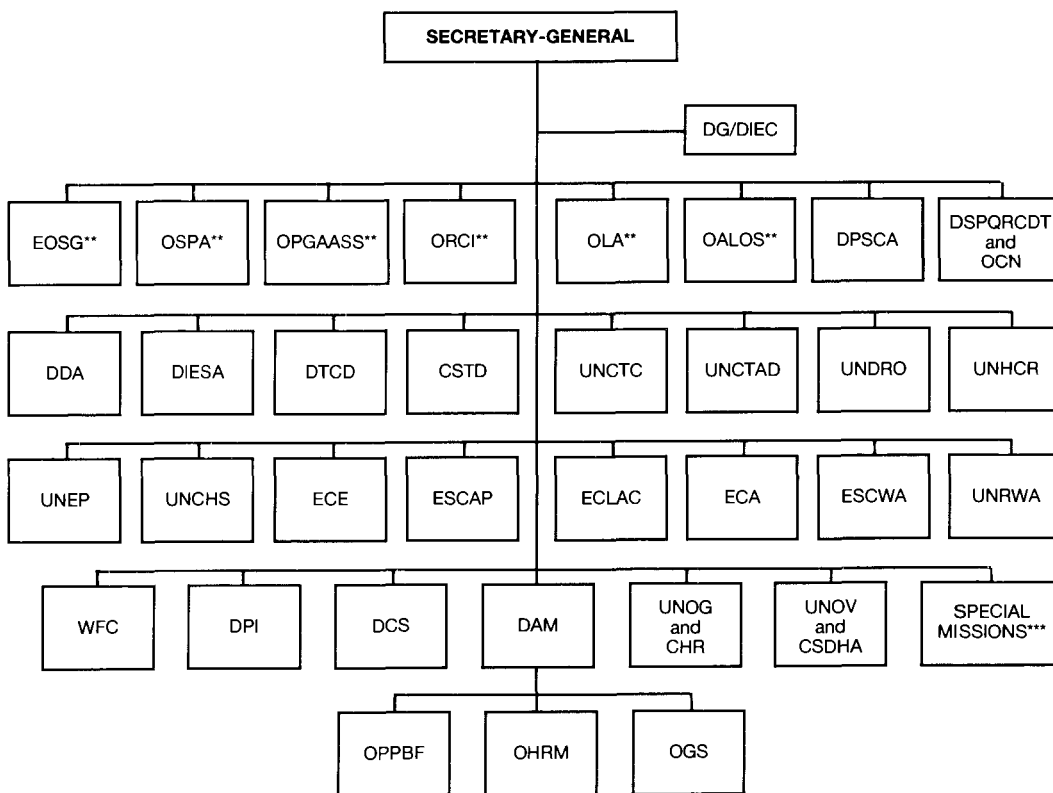 SECRETARY-GENERAL
DG/DIEC
EOSG**
OSPA**
OPGAASS**
ORCI**
OLA**
OALOS**
DPSCA
DSPQRCDT
and
OCN
DDA
DIESA
DTCD
CSTD
UNCTC
UNCTAD
UNDRO
UNHCR
UNEP
UNCHS
ECE
ESCAP
ECLAC
ECA
ESCWA
UNRWA
WFC
DPI
DCS
DAM
UNOG
and
CHR
UNOV
and
CSDHA
SPECIAL
MISSIONS***
OPPBF
OHRM
OGS